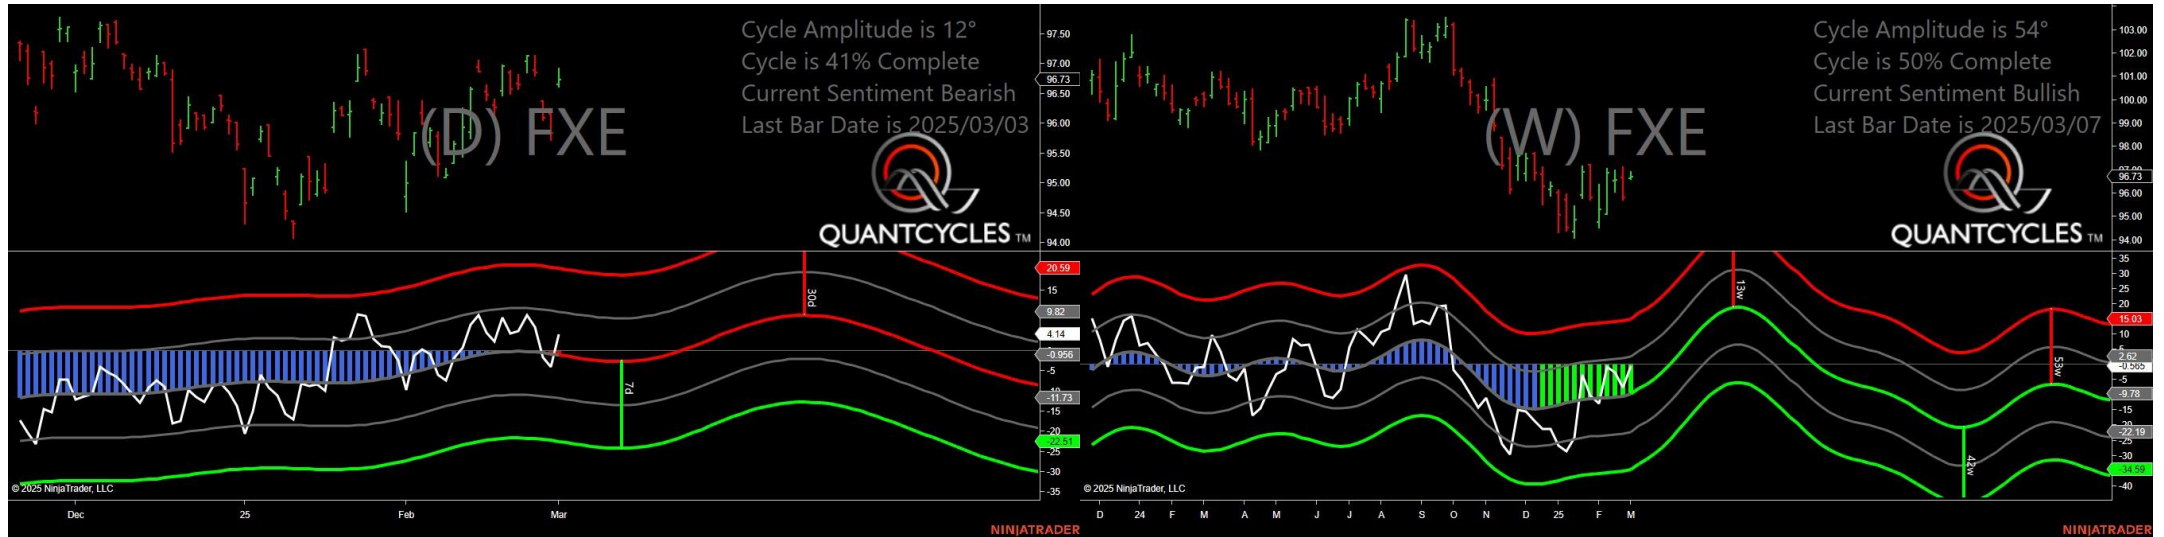 Cycle Amplitude is 12°
Cycle is 41% Complete
Current Sentiment Bearish
Last Bar Date is 2025/03/03
(D) FXE
QUANTCYCLES TM
97.50
97.00
96.73
96.50
96.00
95.50
95.00
94.50
94.00
20.59
15
9.82
4.14
-0.956
-5
-11.73
-15
-20
-22.51
-25
-30
-35
30d
7d
© 2025 NinjaTrader, LLC
Dec
25
Feb
Mar
NINJATRADER
Cycle Amplitude is 54°
Cycle is 50% Complete
Current Sentiment Bullish
Last Bar Date is 2025/03/07
(W) FXE
QUANTCYCLES TM
103.00
102.00
101.00
100.00
99.00
98.00
97.00
96.73
96.00
95.00
94.00
35
30
25
20
15.03
10
2.62
-0.565
-5
-9.78
-15
-22.19
-25
-30
-34.59
-40
13w
53w
42w
© 2025 NinjaTrader, LLC
D
24
F
M
A
M
J
J
A
S
O
N
D
25
F
M
NINJATRADER